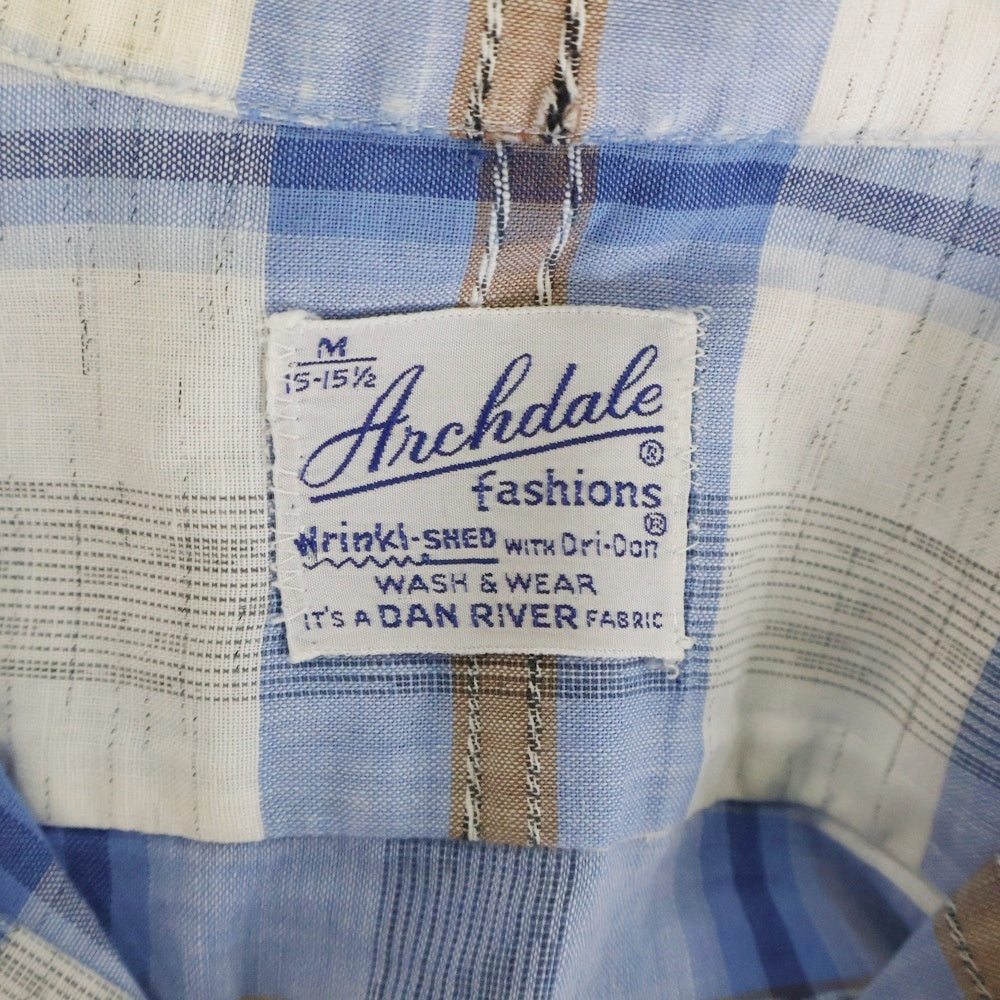 M
15-15½
Archdale
®
fashions
®
Wrinkl-SHED WITH Dri-Don
WASH & WEAR
IT'S A DAN RIVER FABRIC